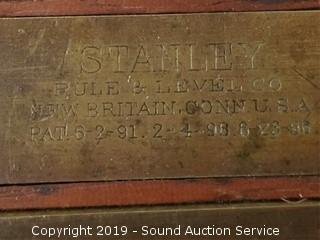 STANLEY
RULE & LEVEL CO
NEW BRITAIN, CONN. U.S.A
PAT. 6-2-91. 2-4-96. 6-23-96
Copyright 2019 - Sound Auction Service